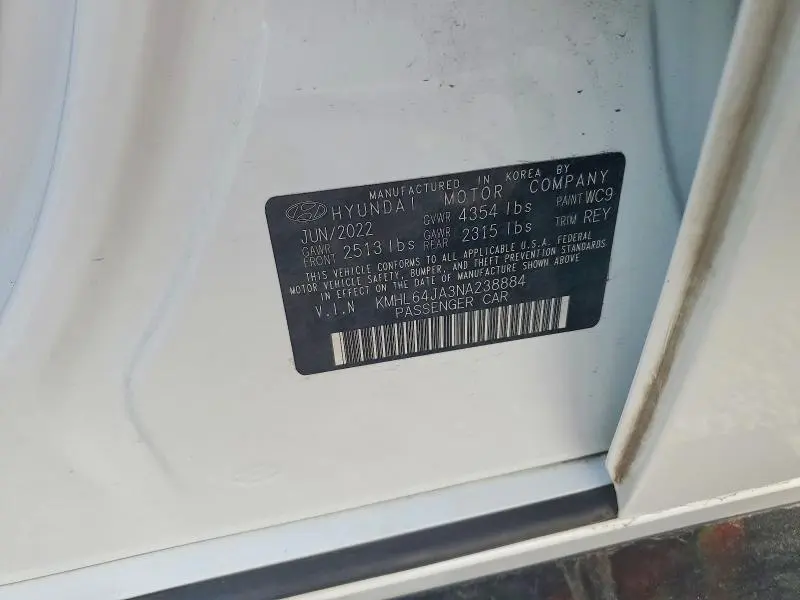 MANUFACTURED IN KOREA BY
HYUNDAI MOTOR COMPANY
JUN/2022 GVWR 4354 lbs PAINT WC9
GAWR FRONT 2513 lbs GAWR REAR 2315 lbs TRIM REY
THIS VEHICLE CONFORMS TO ALL APPLICABLE U.S.A. FEDERAL
MOTOR VEHICLE SAFETY, BUMPER, AND THEFT PREVENTION STANDARDS
IN EFFECT ON THE DATE OF MANUFACTURE SHOWN ABOVE
V.I.N KMHL64JA3NA238884
PASSENGER CAR